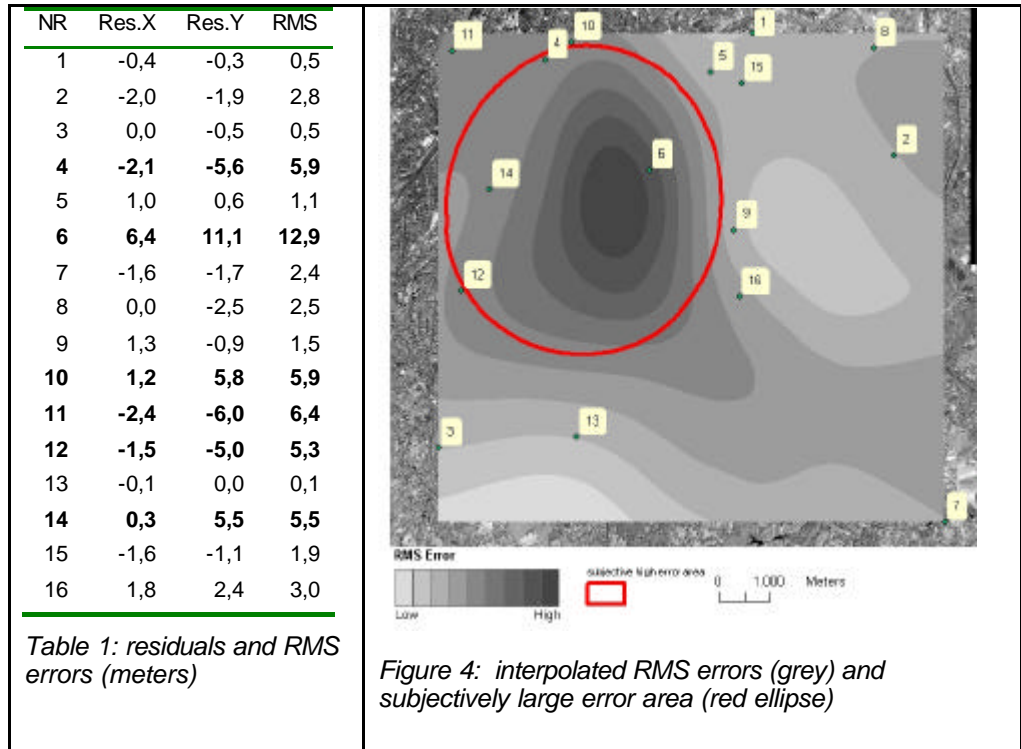 NR Res.X Res.Y RMS
1 -0,4 -0,3 0,5
2 -2,0 -1,9 2,8
3 0,0 -0,5 0,5
4 -2,1 -5,6 5,9
5 1,0 0,6 1,1
6 6,4 11,1 12,9
7 -1,6 -1,7 2,4
8 0,0 -2,5 2,5
9 1,3 -0,9 1,5
10 1,2 5,8 5,9
11 -2,4 -6,0 6,4
12 -1,5 -5,0 5,3
13 -0,1 0,0 0,1
14 0,3 5,5 5,5
15 -1,6 -1,1 1,9
16 1,8 2,4 3,0
Table 1: residuals and RMS
errors (meters)
1
10
8
11
4
5
15
2
6
14
9
12
16
13
3
7
RMS Error
Low High
subjective high error area
0 1.000 Meters
Figure 4: interpolated RMS errors (grey) and
subjectively large error area (red ellipse)